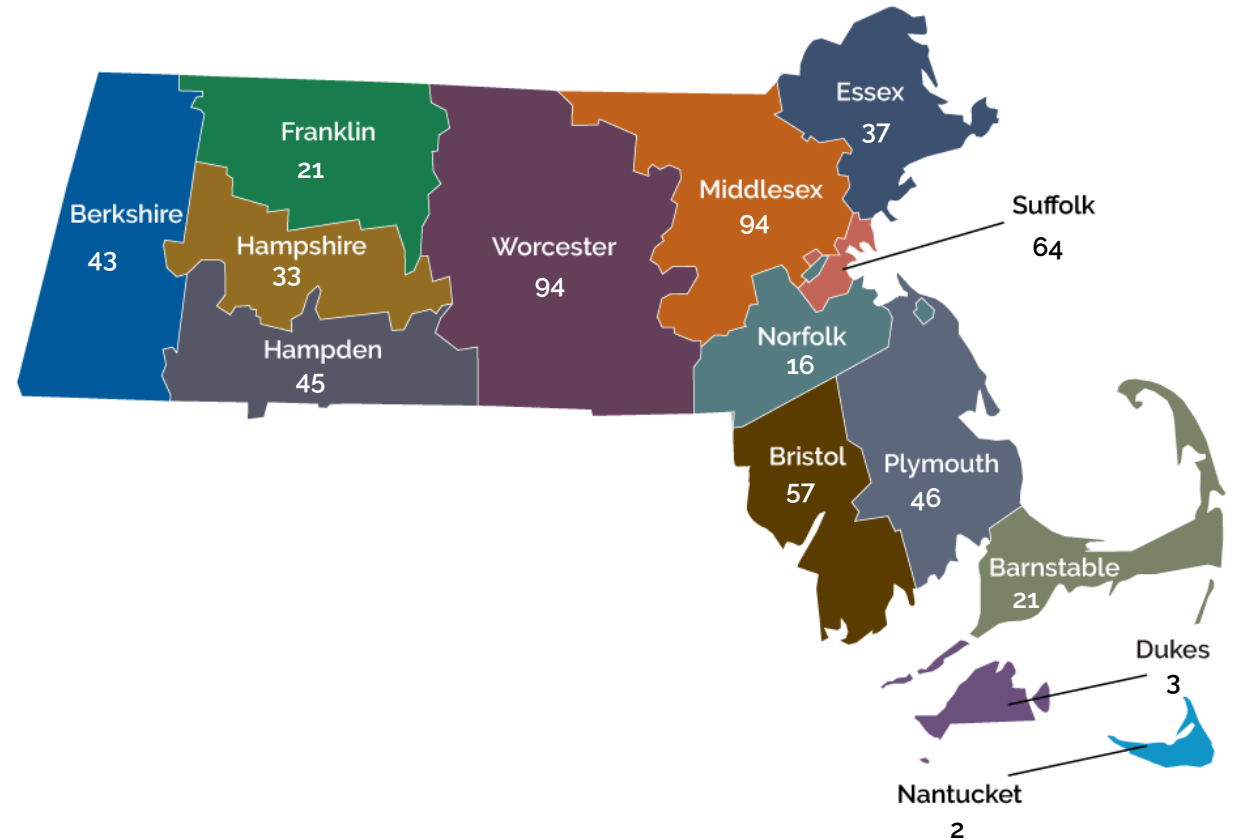 Essex
37
Franklin
21
Middlesex
94
Suffolk
64
Berkshire
43
Hampshire
33
Worcester
94
Norfolk
16
Hampden
45
Bristol
57
Plymouth
46
Barnstable
21
Dukes
3
Nantucket
2